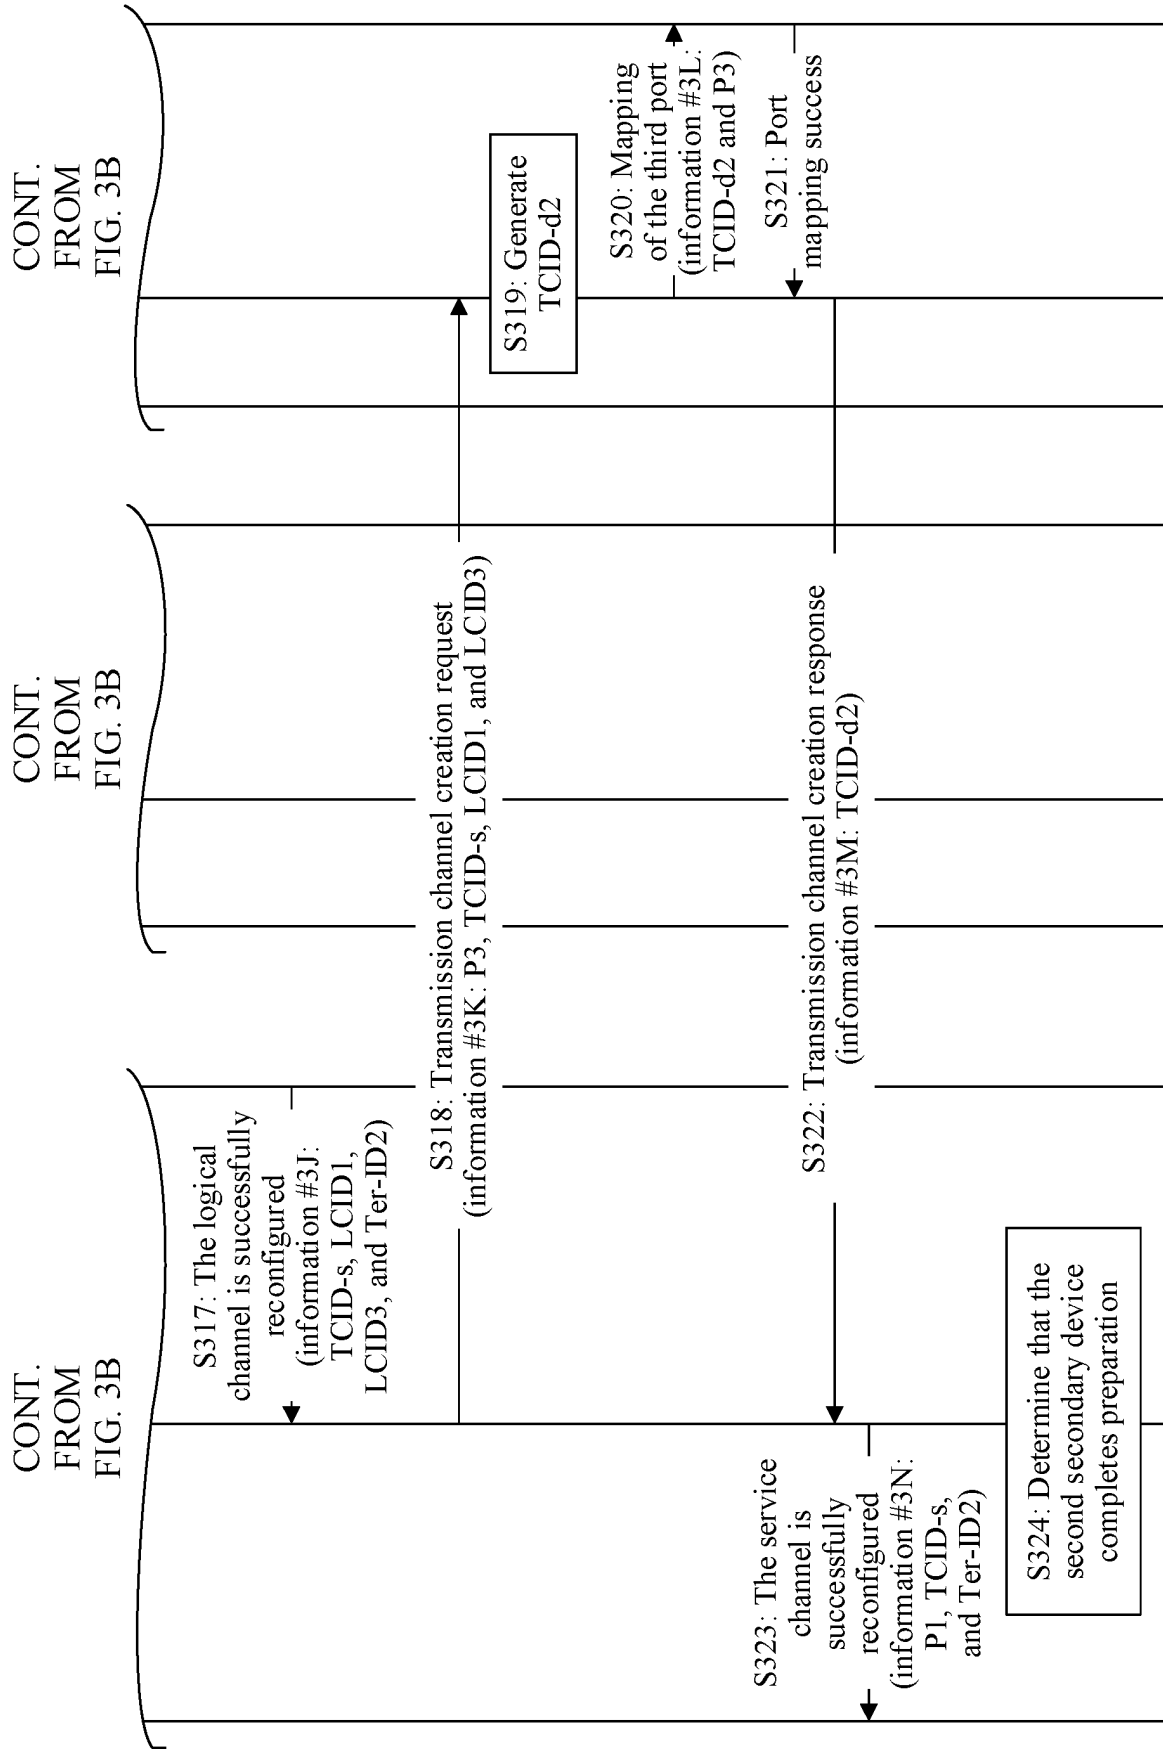 CONT.
FROM
FIG. 3B
CONT.
FROM
FIG. 3B
CONT.
FROM
FIG. 3B
S317: The logical
channel is successfully
reconfigured
(information #3J:
TCID-s, LCID1,
LCID3, and Ter-ID2)
S318: Transmission channel creation request
(information #3K: P3, TCID-s, LCID1, and LCID3)
S319: Generate
TCID-d2
S320: Mapping
of the third port
(information #3L:
TCID-d2 and P3)
S321: Port
mapping success
S322: Transmission channel creation response
(information #3M: TCID-d2)
S323: The service
channel is
successfully
reconfigured
(information #3N:
P1, TCID-s,
and Ter-ID2)
S324: Determine that the
second secondary device
completes preparation